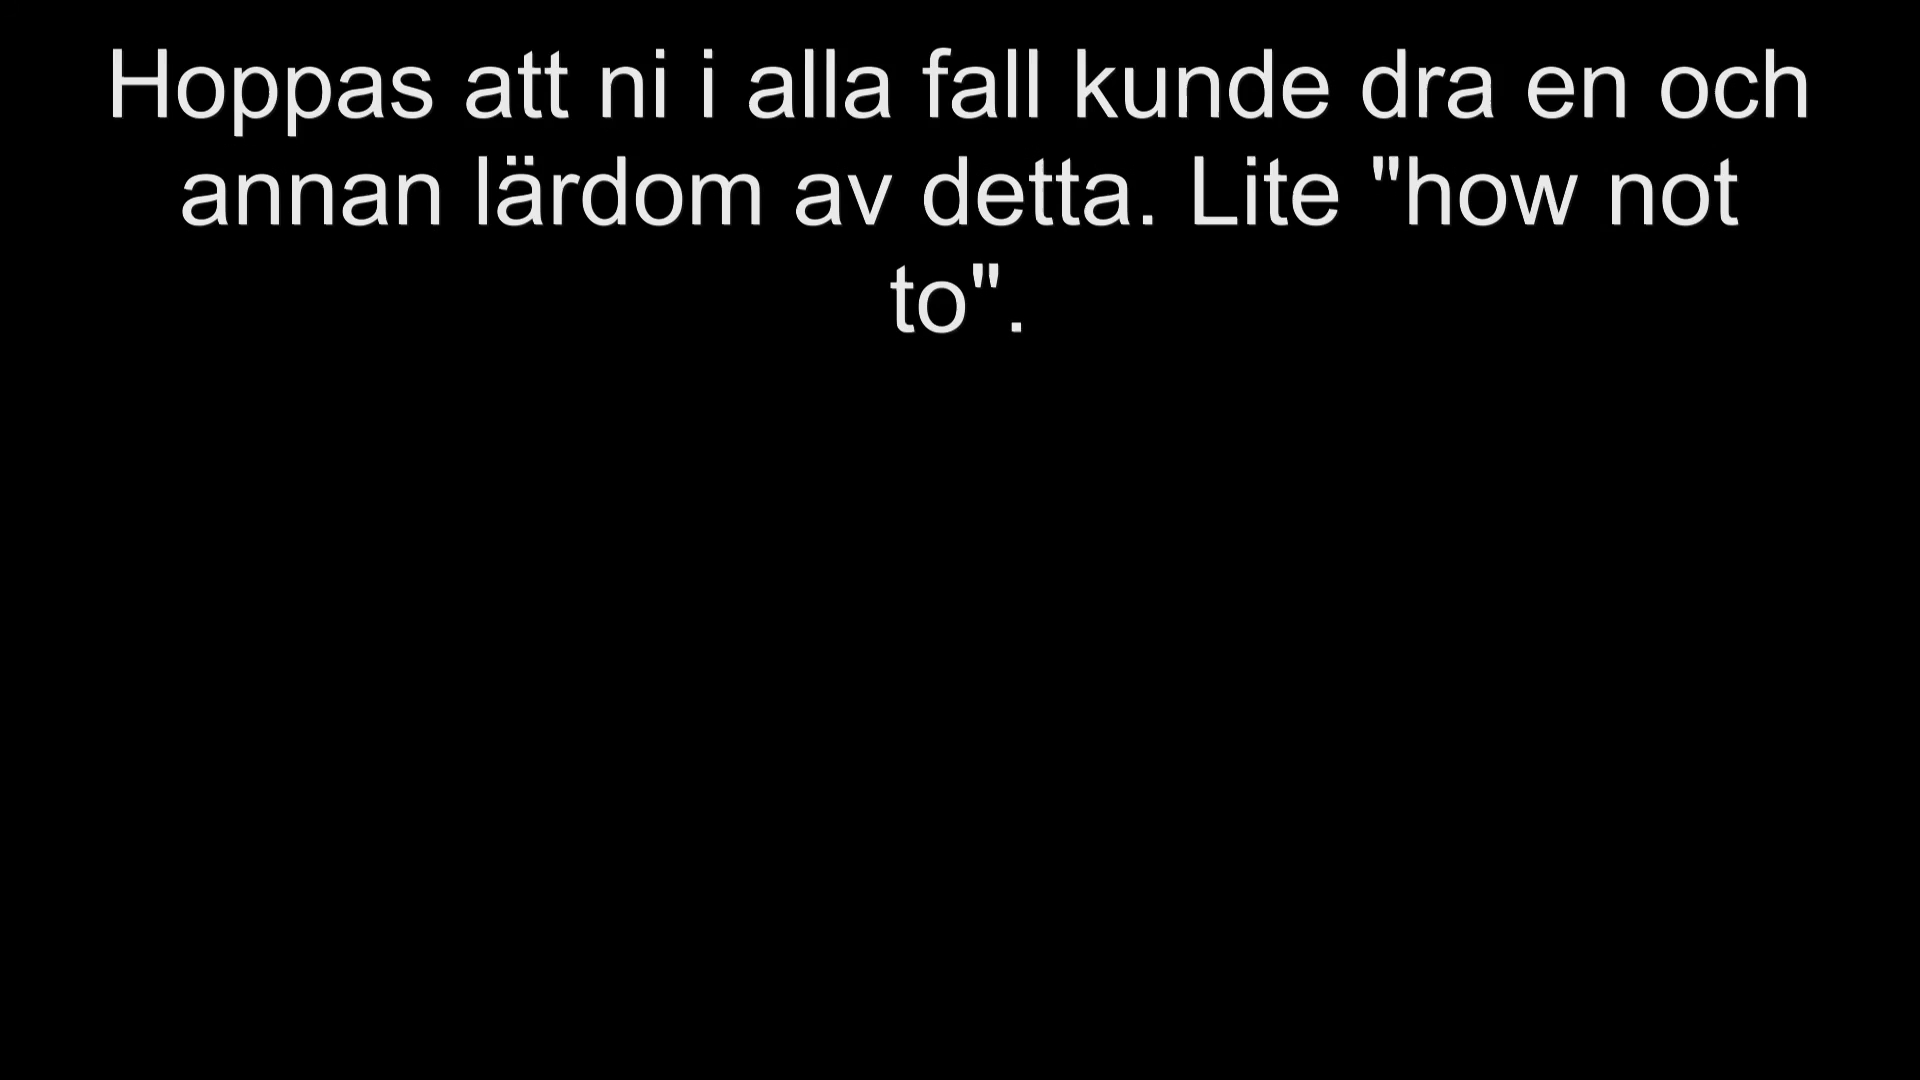 Hoppas att ni i alla fall kunde dra en och
annan lärdom av detta. Lite "how not
to".